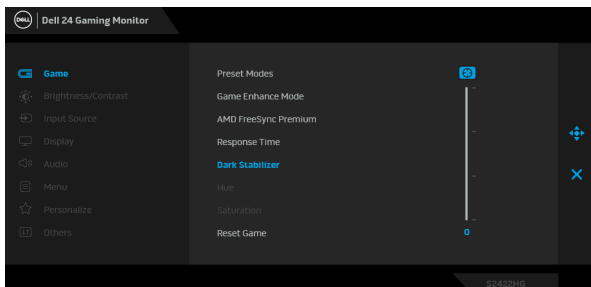 DELL Dell 24 Gaming Monitor
Game
Brightness/Contrast
Input Source
Display
Audio
Menu
Personalize
Others
Preset Modes
Game Enhance Mode
AMD FreeSync Premium
Response Time
Dark Stabilizer
Hue
Saturation
Reset Game
0
S2422HG